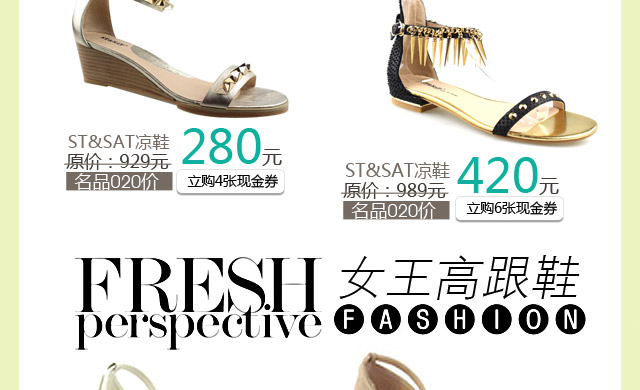 ST&SAT凉鞋 280元
原价：929元
名品020价 立购4张现金券
ST&SAT凉鞋 420元
原价：989元
名品020价 立购6张现金券
FRESH
perspective
女王高跟鞋
FASHION